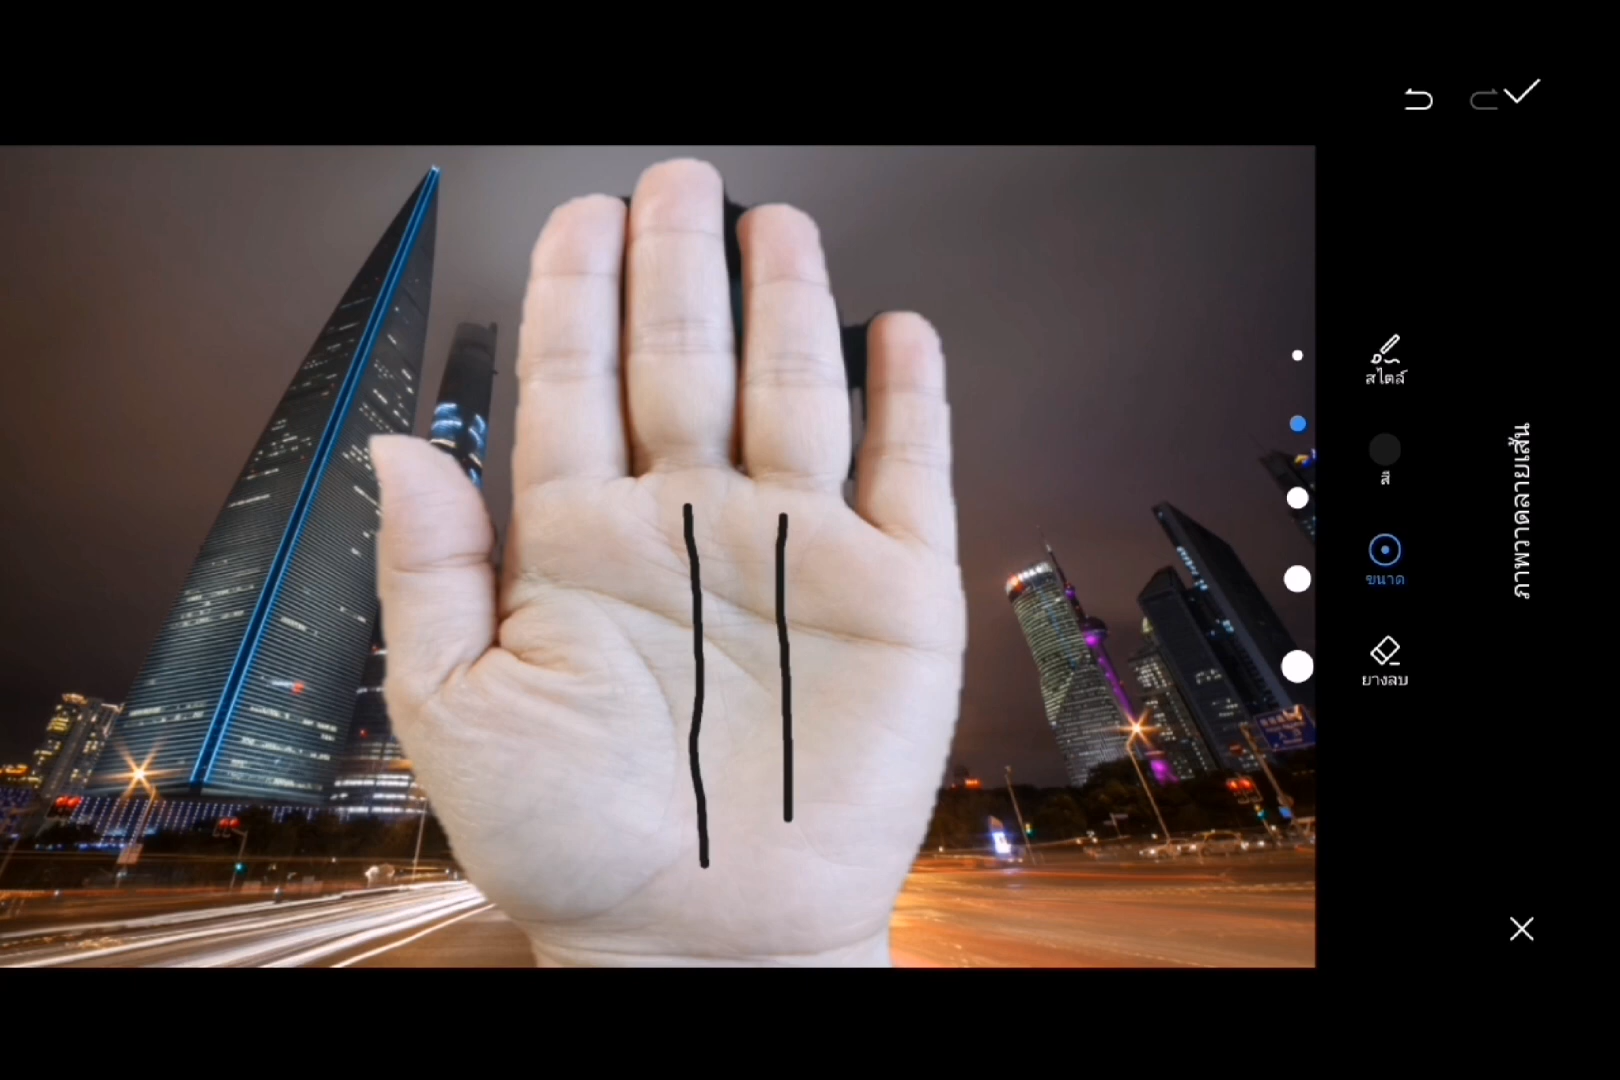 สไตล์
สี
ขนาด
ยางลบ
ภาพวาดลายเส้น